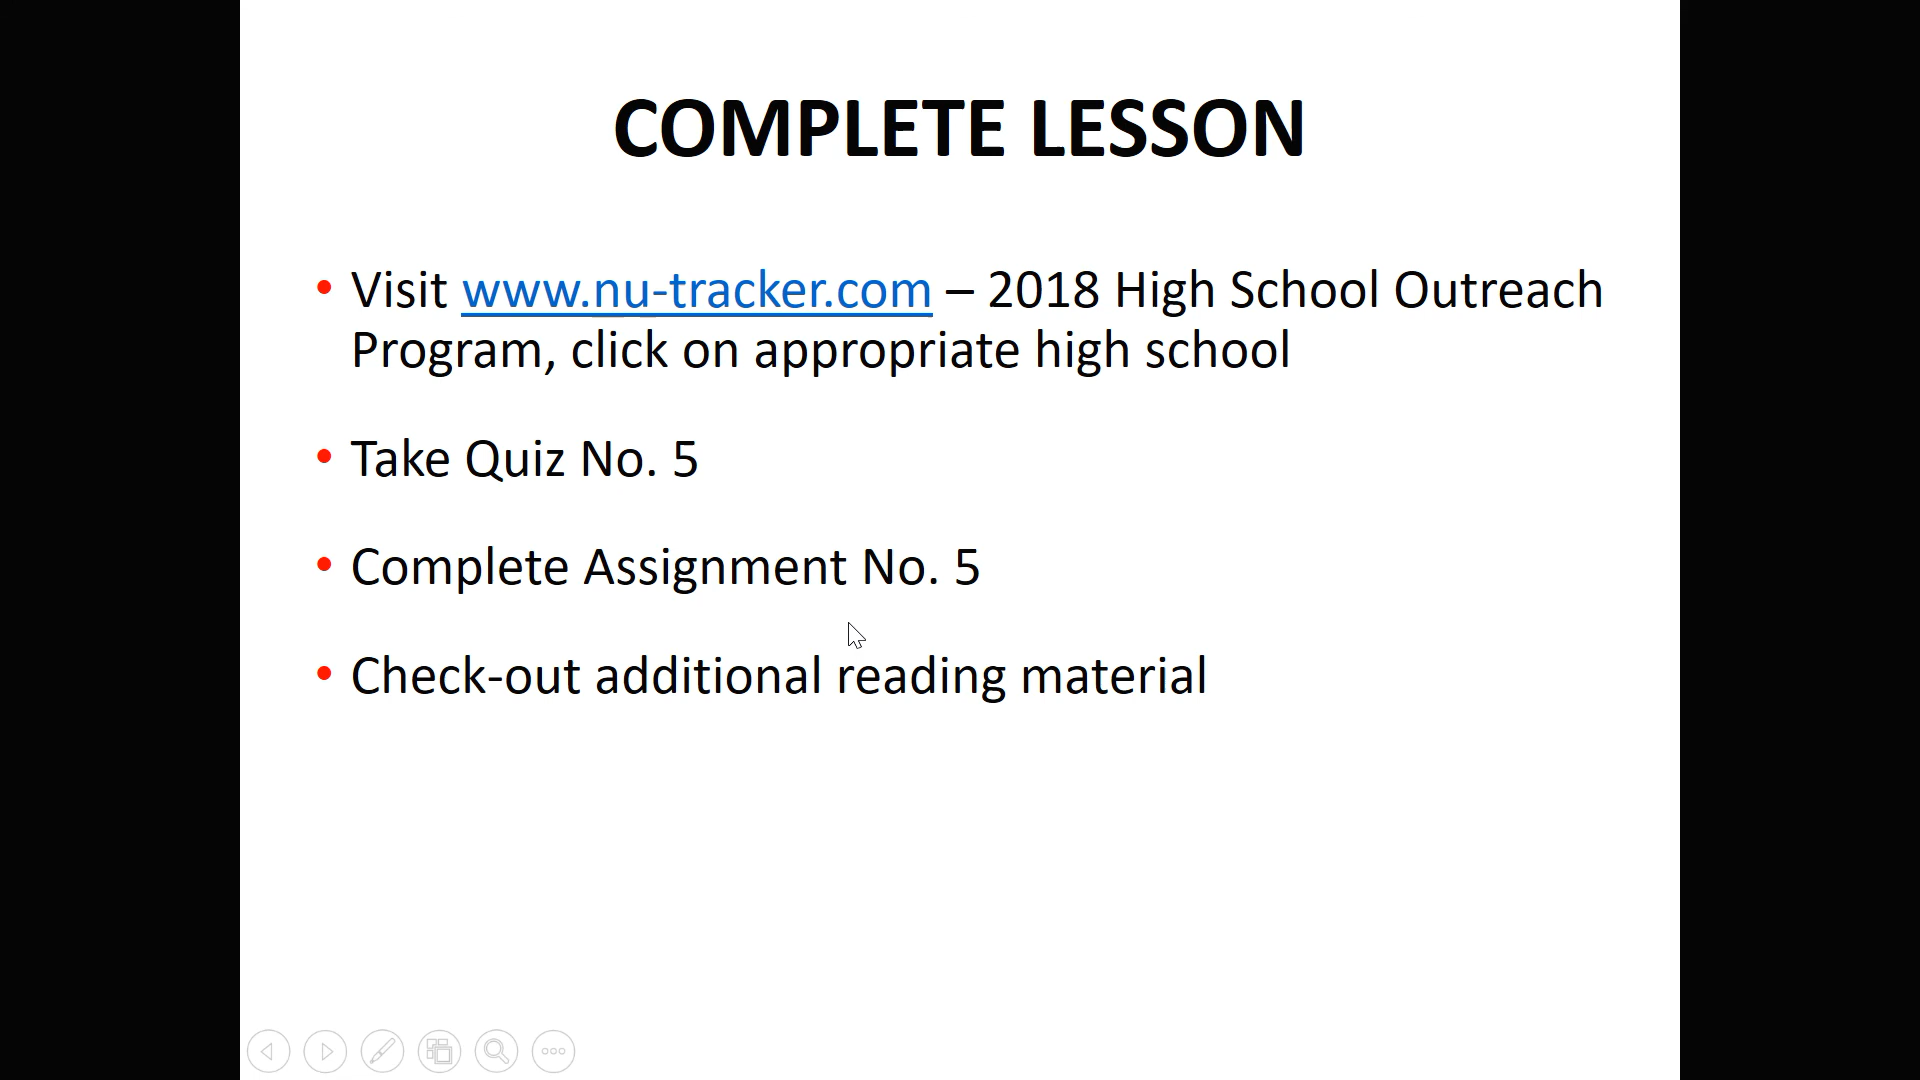 COMPLETE LESSON
• Visit www.nu-tracker.com – 2018 High School Outreach
Program, click on appropriate high school
• Take Quiz No. 5
• Complete Assignment No. 5
• Check-out additional reading material